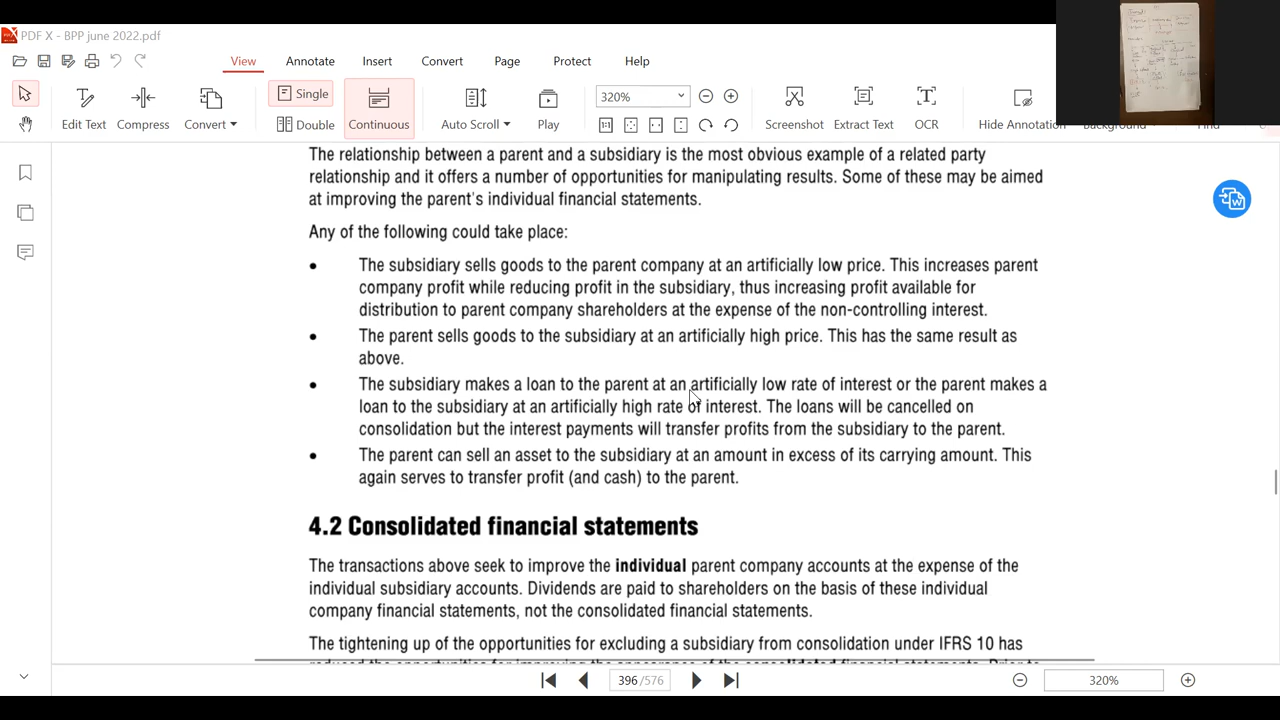 PDF X - BPP june 2022.pdf
View Annotate Insert Convert Page Protect Help
Single
320%
Double
Edit Text Compress Convert Continuous Auto Scroll Play Screenshot Extract Text OCR Hide Annotation
The relationship between a parent and a subsidiary is the most obvious example of a related party
relationship and it offers a number of opportunities for manipulating results. Some of these may be aimed
at improving the parent's individual financial statements.
Any of the following could take place:
• The subsidiary sells goods to the parent company at an artificially low price. This increases parent
company profit while reducing profit in the subsidiary, thus increasing profit available for
distribution to parent company shareholders at the expense of the non-controlling interest.
• The parent sells goods to the subsidiary at an artificially high price. This has the same result as
above.
• The subsidiary makes a loan to the parent at an artificially low rate of interest or the parent makes a
loan to the subsidiary at an artificially high rate of interest. The loans will be cancelled on
consolidation but the interest payments will transfer profits from the subsidiary to the parent.
• The parent can sell an asset to the subsidiary at an amount in excess of its carrying amount. This
again serves to transfer profit (and cash) to the parent.
4.2 Consolidated financial statements
The transactions above seek to improve the individual parent company accounts at the expense of the
individual subsidiary accounts. Dividends are paid to shareholders on the basis of these individual
company financial statements, not the consolidated financial statements.
The tightening up of the opportunities for excluding a subsidiary from consolidation under IFRS 10 has
396/576
320%